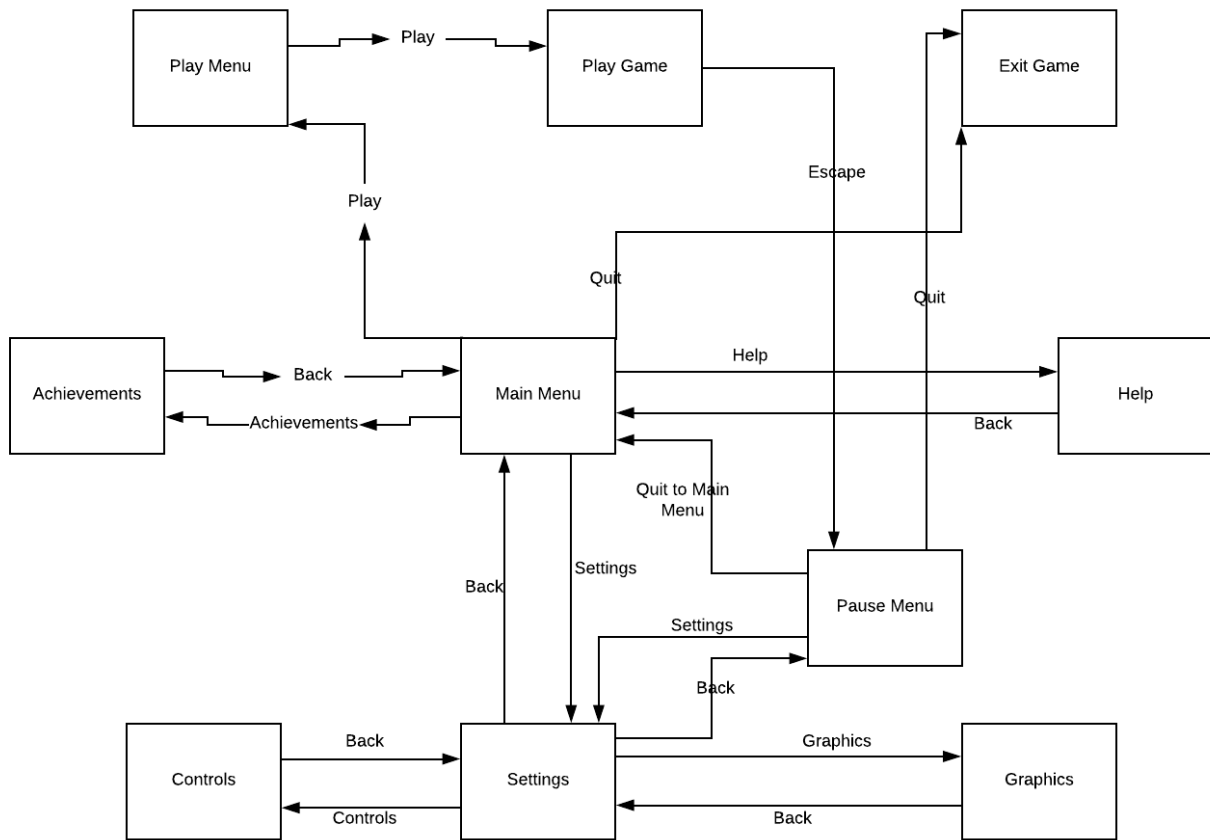 Play Menu
Play
Play Game
Exit Game
Escape
Play
Quit
Quit
Achievements
Back
Main Menu
Help
Help
Achievements
Back
Quit to Main
Menu
Back
Settings
Pause Menu
Settings
Back
Back
Graphics
Controls
Settings
Graphics
Controls
Back